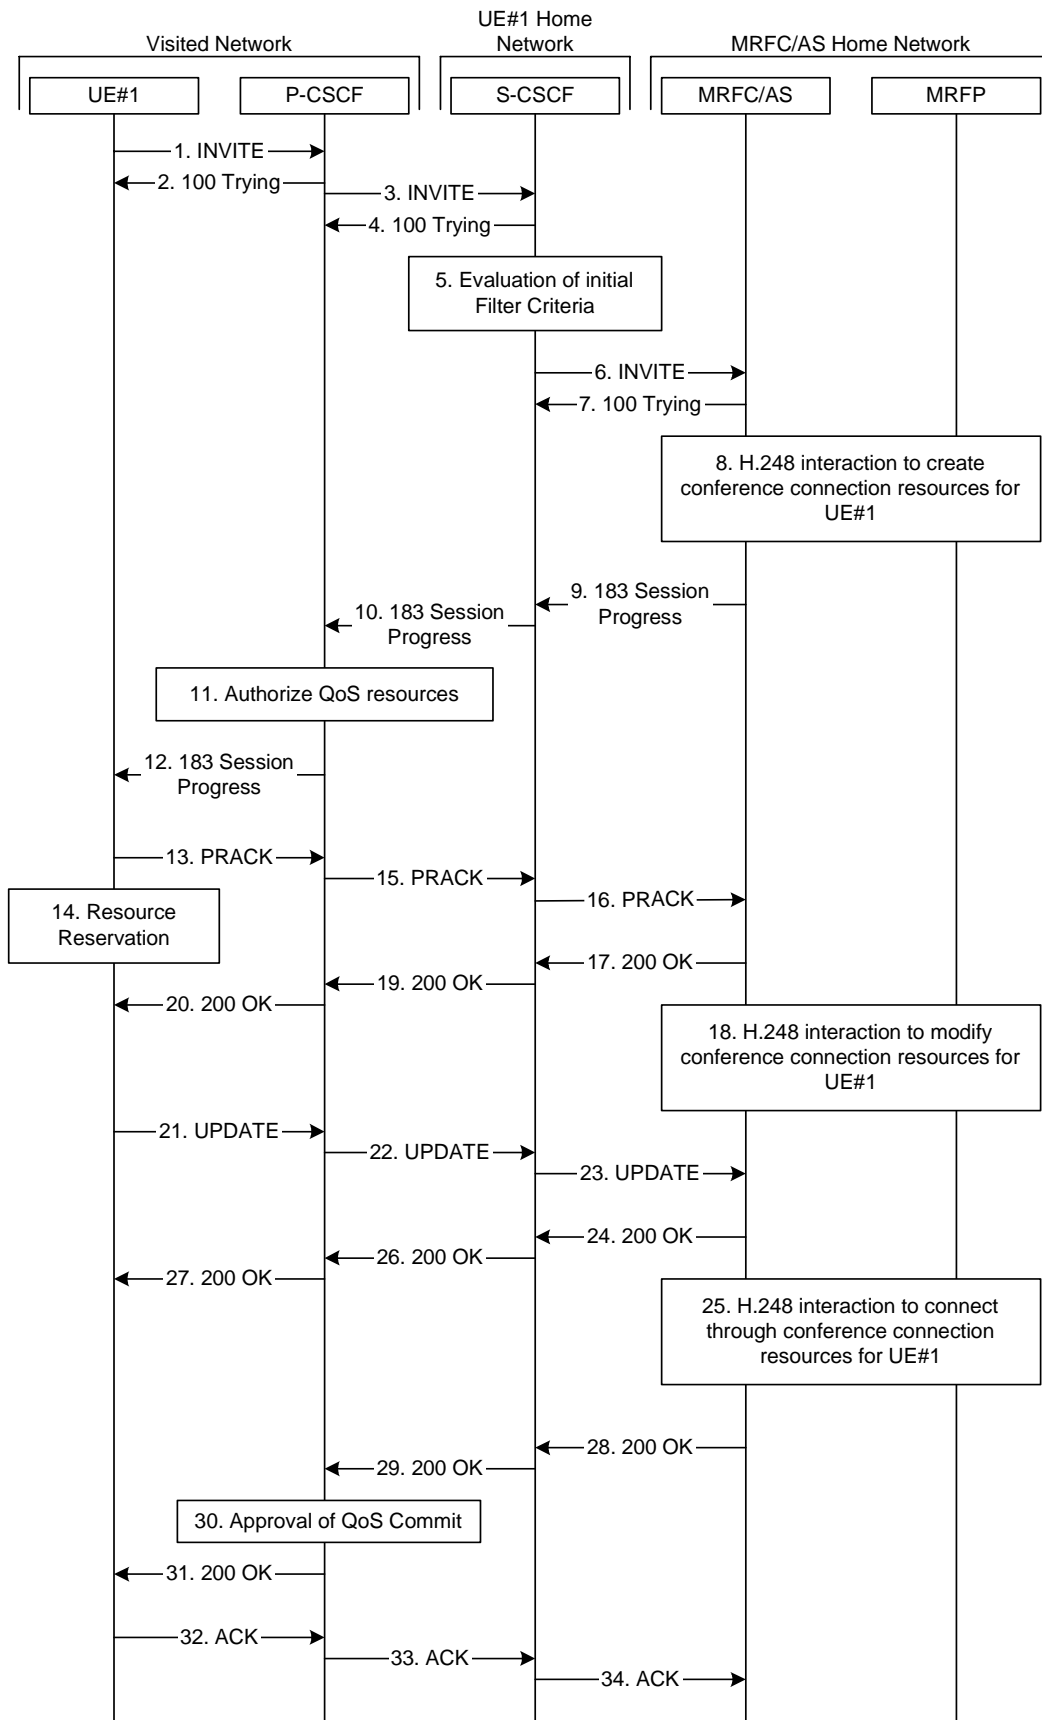 UE#1 Home
Network
Visited Network
MRFC/AS Home Network
UE#1
P-CSCF
S-CSCF
MRFC/AS
MRFP
1. INVITE
2. 100 Trying
3. INVITE
4. 100 Trying
5. Evaluation of initial
Filter Criteria
6. INVITE
7. 100 Trying
8. H.248 interaction to create
conference connection resources for
UE#1
9. 183 Session
Progress
10. 183 Session
Progress
11. Authorize QoS resources
12. 183 Session
Progress
13. PRACK
15. PRACK
16. PRACK
14. Resource
Reservation
17. 200 OK
19. 200 OK
20. 200 OK
18. H.248 interaction to modify
conference connection resources for
UE#1
21. UPDATE
22. UPDATE
23. UPDATE
24. 200 OK
26. 200 OK
27. 200 OK
25. H.248 interaction to connect
through conference connection
resources for UE#1
28. 200 OK
29. 200 OK
30. Approval of QoS Commit
31. 200 OK
32. ACK
33. ACK
34. ACK